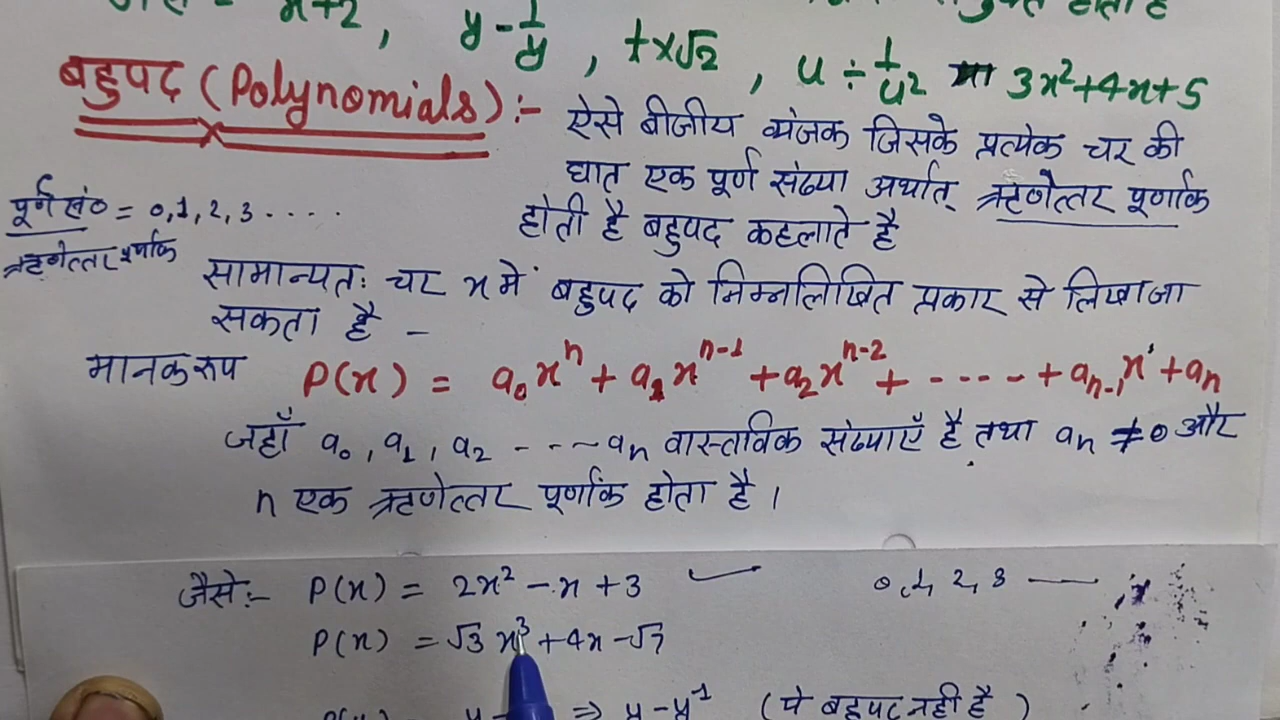 x+2, y-1/y, t×√2, u÷1/u² 3x²+4x+5
होता है
बहुपद (Polynomials):-
ऐसे बीजीय व्यंजक जिसके प्रत्येक चर की
घात एक पूर्ण संख्या अर्थात् ऋणेत्तर पूर्णांक
होती है बहुपद कहलाते है
पूर्ण सं० = 0,1,2,3 ....
ऋणेत्तर पूर्णांक
सामान्यतः चर x में बहुपद को निम्नलिखित प्रकार से लिखा जा
सकता है -
मानक रूप P(x) = a₀xⁿ + a₁xⁿ⁻¹ + a₂xⁿ⁻² + ..... + aₙ₋₁x¹ + aₙ
जहाँ a₀, a₁, a₂ ---- aₙ वास्तविक संख्याएँ है तथा aₙ ≠ 0 और
n एक ऋणेत्तर पूर्णांक होता है।
जैसे:- P(x) = 2x² - x + 3 ✓ 0,1,2,3 —
P(x) = √3 x³ + 4x - √7
⇒ y - y⁻¹ (ये बहुपद नही है)